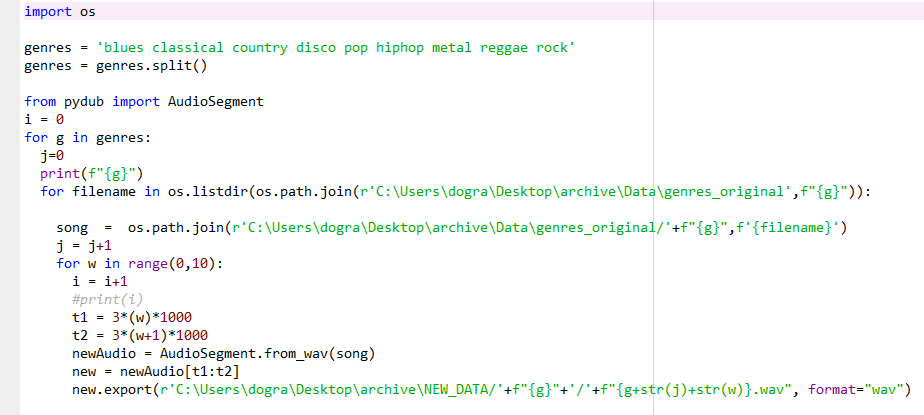 import os
genres = 'blues classical country disco pop hiphop metal reggae rock'
genres = genres.split()
from pydub import AudioSegment
i = 0
for g in genres:
j=0
print(f"{g}")
for filename in os.listdir(os.path.join(r'C:\Users\dogra\Desktop\archive\Data\genres_original',f"{g}")):
song  =  os.path.join(r'C:\Users\dogra\Desktop\archive\Data\genres_original/'+f"{g}",f'{filename}')
j = j+1
for w in range(0,10):
i = i+1
#print(i)
t1 = 3*(w)*1000
t2 = 3*(w+1)*1000
newAudio = AudioSegment.from_wav(song)
new = newAudio[t1:t2]
new.export(r'C:\Users\dogra\Desktop\archive\NEW_DATA/'+f"{g}"+'/'+f"{g+str(j)+str(w)}.wav", format="wav")